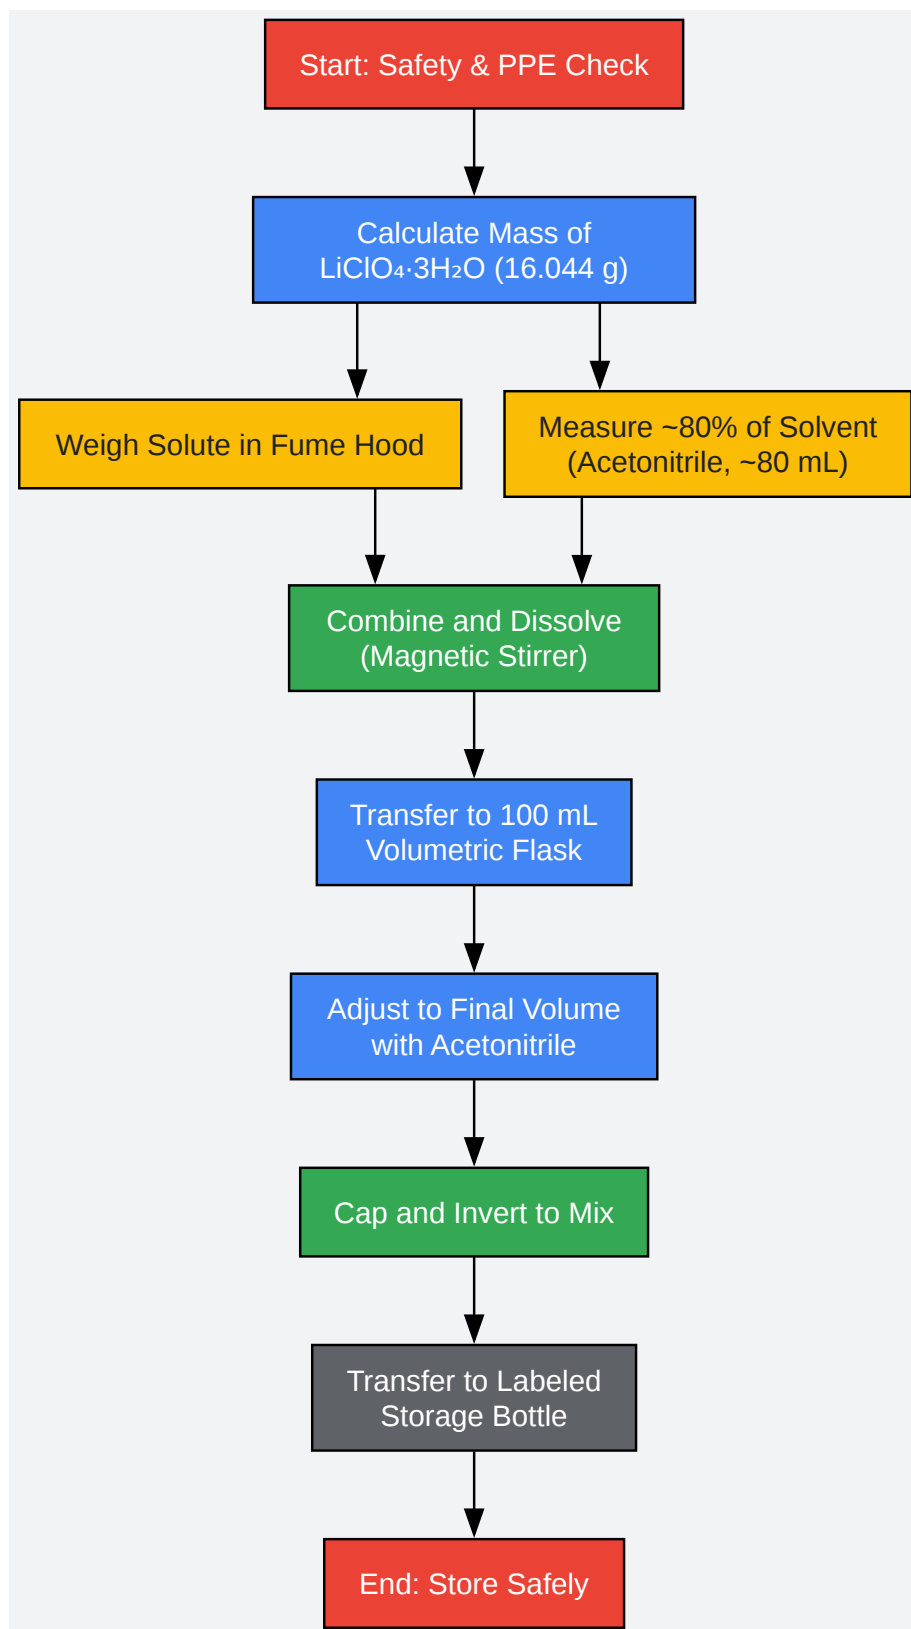 Start: Safety & PPE Check
Calculate Mass of
LiClO₄·3H₂O (16.044 g)
Weigh Solute in Fume Hood
Measure ~80% of Solvent
(Acetonitrile, ~80 mL)
Combine and Dissolve
(Magnetic Stirrer)
Transfer to 100 mL
Volumetric Flask
Adjust to Final Volume
with Acetonitrile
Cap and Invert to Mix
Transfer to Labeled
Storage Bottle
End: Store Safely